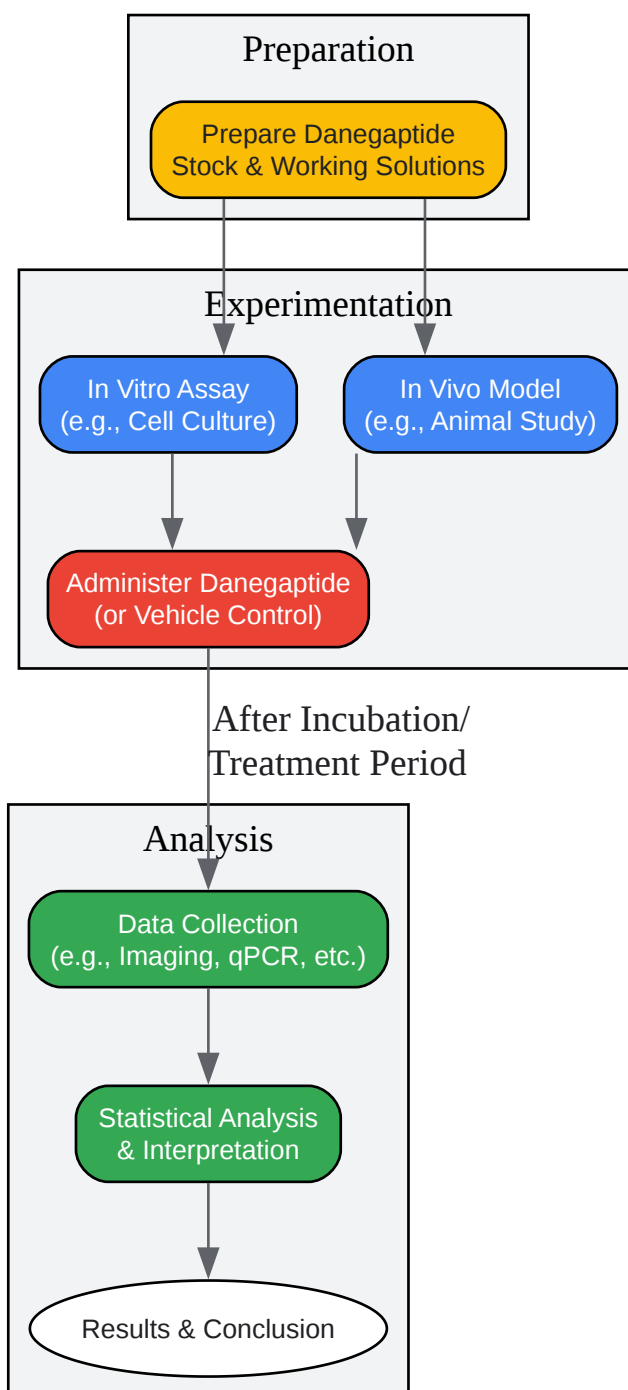 Preparation
Prepare Danegaptide
Stock & Working Solutions
Experimentation
In Vitro Assay
(e.g., Cell Culture)
In Vivo Model
(e.g., Animal Study)
Administer Danegaptide
(or Vehicle Control)
After Incubation/
Treatment Period
Analysis
Data Collection
(e.g., Imaging, qPCR, etc.)
Statistical Analysis
& Interpretation
Results & Conclusion